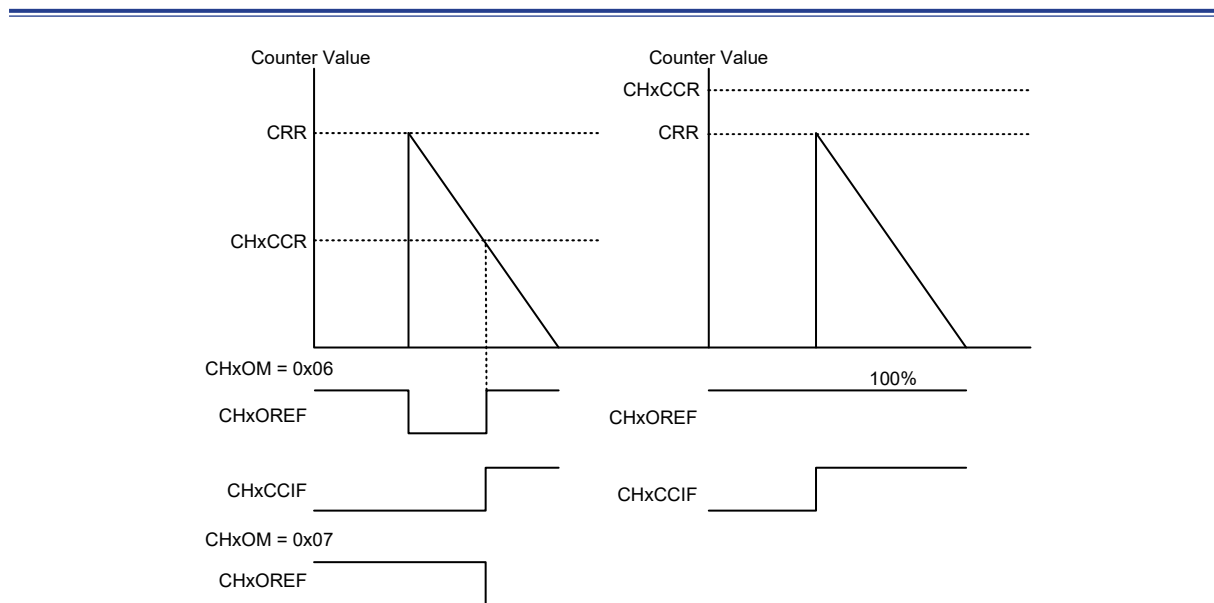 Counter Value
CRR
CHxCCR
CHxOM = 0x06
CHxOREF
CHxCCIF
CHxOM = 0x07
CHxOREF
Counter Value
CHxCCR
CRR
100%
CHxOREF
CHxCCIF